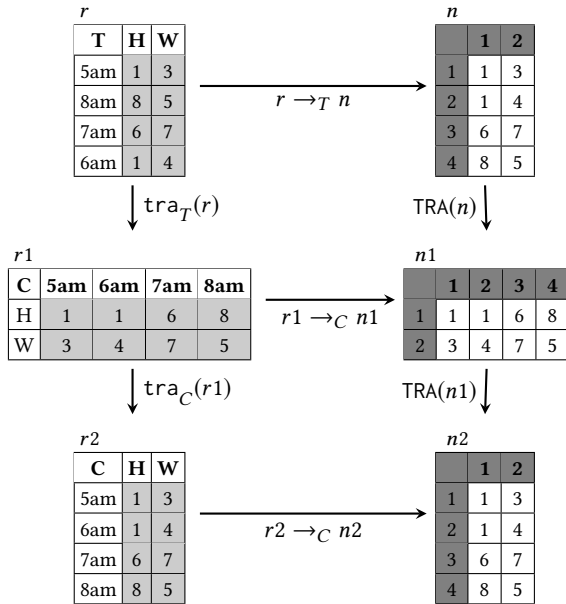 r n
T H W 1 2
5am 1 3 1 1 3
8am 8 5 2 1 4
7am 6 7 3 6 7
6am 1 4 4 8 5
r →T n
tra_T(r) TRA(n)
r1 n1
C 5am 6am 7am 8am 1 2 3 4
H 1 1 6 8 1 1 1 6 8
W 3 4 7 5 2 3 4 7 5
r1 →C n1
tra_C(r1) TRA(n1)
r2 n2
C H W 1 2
5am 1 3 1 1 3
6am 1 4 2 1 4
7am 6 7 3 6 7
8am 8 5 4 8 5
r2 →C n2